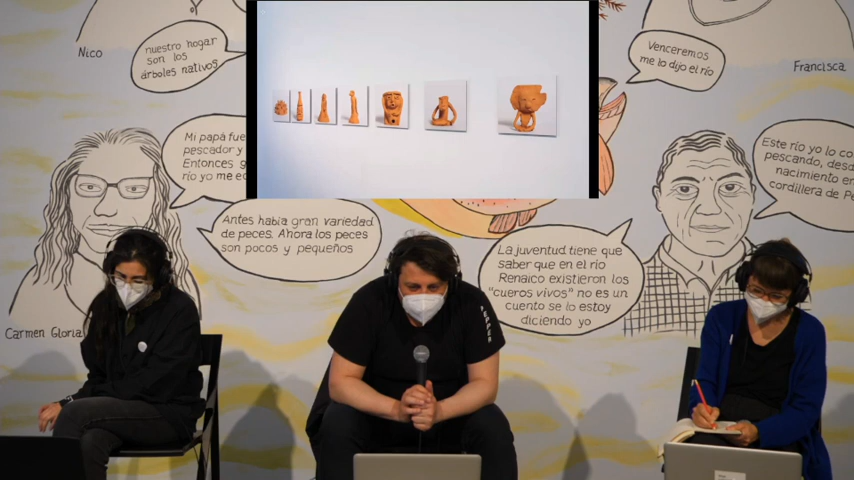 Nico
nuestro hogar
son los
árboles nativos
Venceremos
me lo dijo el río
Francisca
Mi papá fue
pescador y
Entonces
río yo me
Antes había gran variedad
de peces. Ahora los peces
son pocos y pequeños
Este río yo lo
pescando,
nacimiento en
cordillera de
La juventud tiene que
saber que en el río
Renaico existieron los
"cueros vivos" no es un
cuento se lo estoy
diciendo yo
Carmen Gloria